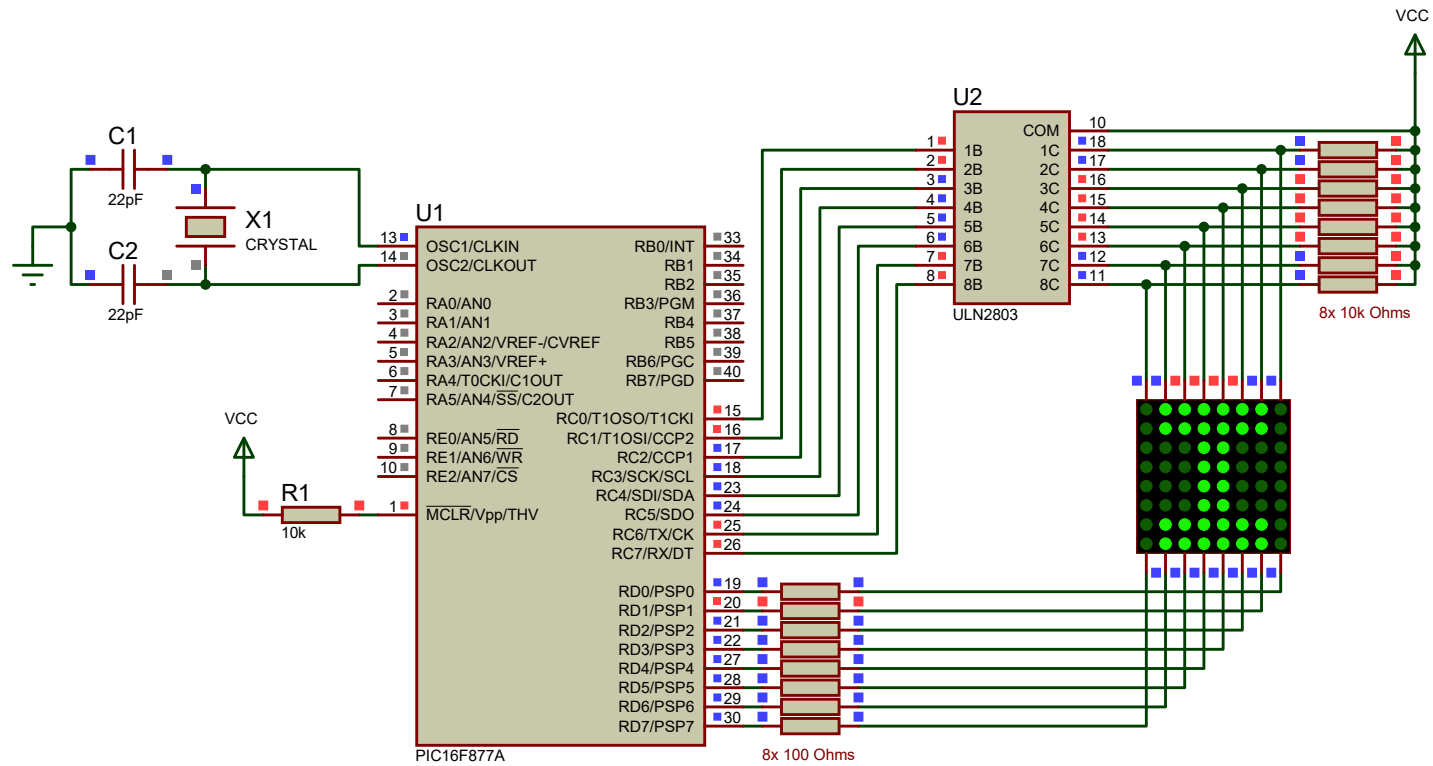 VCC
U2
C1
22pF
X1
CRYSTAL
C2
22pF
U1
13 OSC1/CLKIN
14 OSC2/CLKOUT
2 RA0/AN0
3 RA1/AN1
4 RA2/AN2/VREF-/CVREF
5 RA3/AN3/VREF+
6 RA4/T0CKI/C1OUT
7 RA5/AN4/SS/C2OUT
8 RE0/AN5/RD
9 RE1/AN6/WR
10 RE2/AN7/CS
1 MCLR/Vpp/THV
RB0/INT 33
RB1 34
RB2 35
RB3/PGM 36
RB4 37
RB5 38
RB6/PGC 39
RB7/PGD 40
RC0/T1OSO/T1CKI 15
RC1/T1OSI/CCP2 16
RC2/CCP1 17
RC3/SCK/SCL 18
RC4/SDI/SDA 23
RC5/SDO 24
RC6/TX/CK 25
RC7/RX/DT 26
RD0/PSP0 19
RD1/PSP1 20
RD2/PSP2 21
RD3/PSP3 22
RD4/PSP4 27
RD5/PSP5 28
RD6/PSP6 29
RD7/PSP7 30
PIC16F877A
VCC
R1
10k
COM 10
1 1B 1C 18
2 2B 2C 17
3 3B 3C 16
4 4B 4C 15
5 5B 5C 14
6 6B 6C 13
7 7B 7C 12
8 8B 8C 11
ULN2803
8x 10k Ohms
8x 100 Ohms